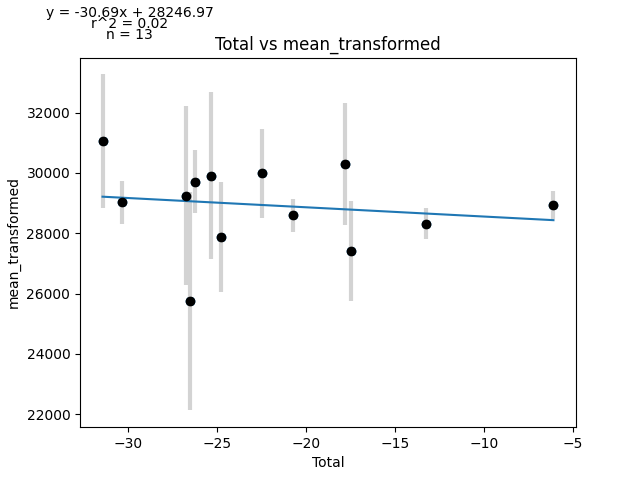 y = -30.69x + 28246.97
r^2 = 0.02
n = 13
Total vs mean_transformed
mean_transformed
32000
30000
28000
26000
24000
22000
−30
−25
−20
−15
−10
−5
Total